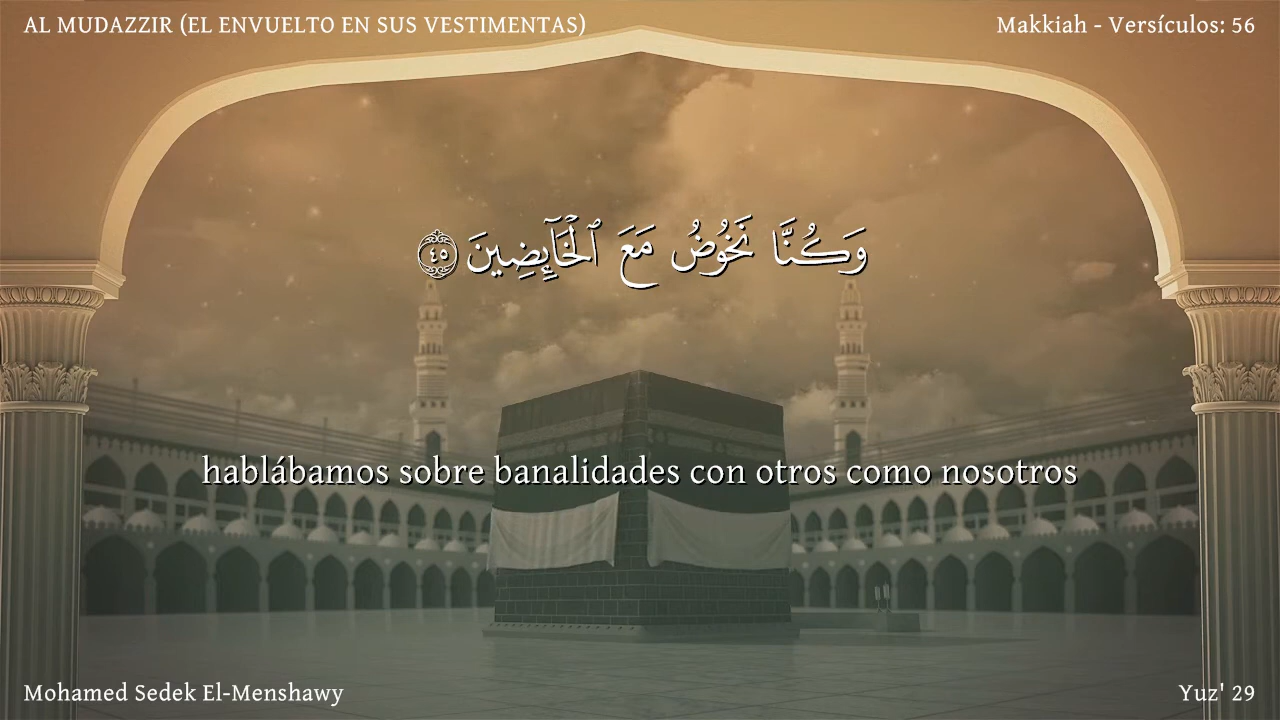 AL MUDAZZIR (EL ENVUELTO EN SUS VESTIMENTAS)
Makkiah - Versículos: 56
وَكُنَّا نَخُوضُ مَعَ ٱلْخَآئِضِينَ ٤٥
hablábamos sobre banalidades con otros como nosotros
Mohamed Sedek El-Menshawy
Yuz' 29